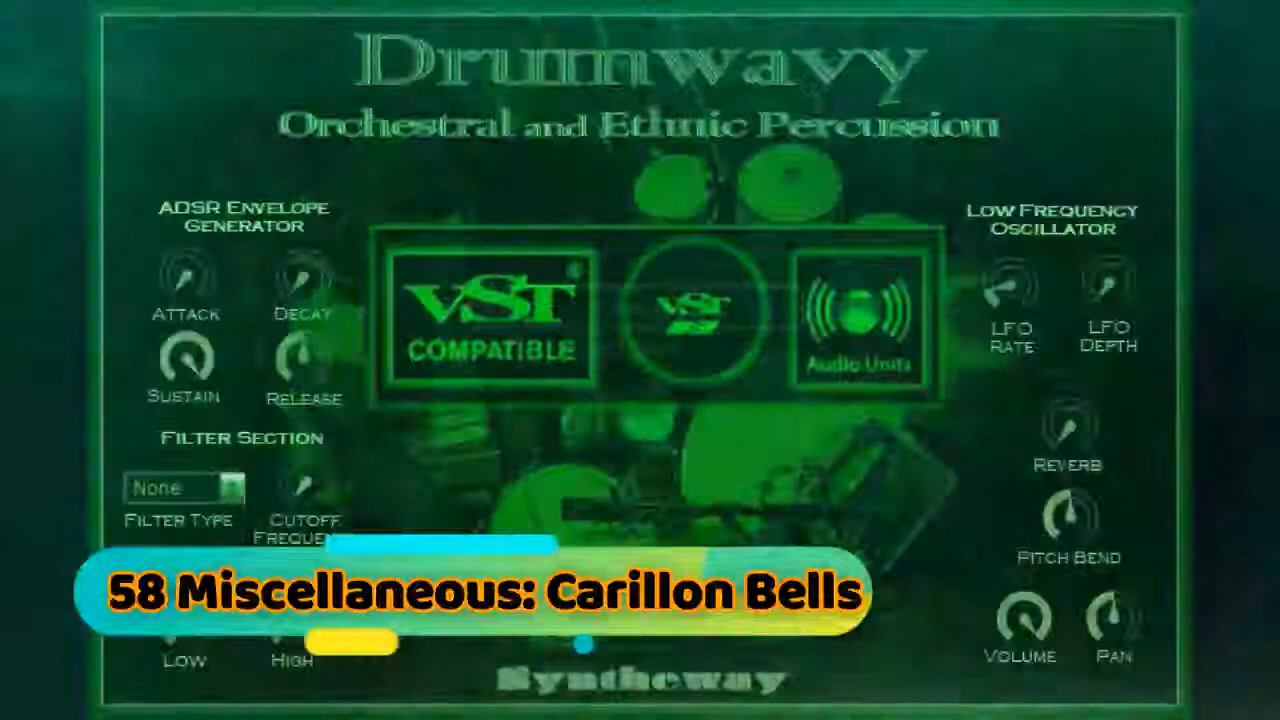 Drumwavy
Orchestral and Ethnic Percussion
ADSR ENVELOPE
GENERATOR
ATTACK
DECAY
SUSTAIN
RELEASE
FILTER SECTION
None
FILTER TYPE
CUTOFF
LOW
HIGH
VST®
COMPATIBLE
VST
Audio Units
LOW FREQUENCY
OSCILLATOR
LFO
RATE
LFO
DEPTH
REVERB
PITCH BEND
VOLUME
PAN
58 Miscellaneous: Carillon Bells
Syntheway